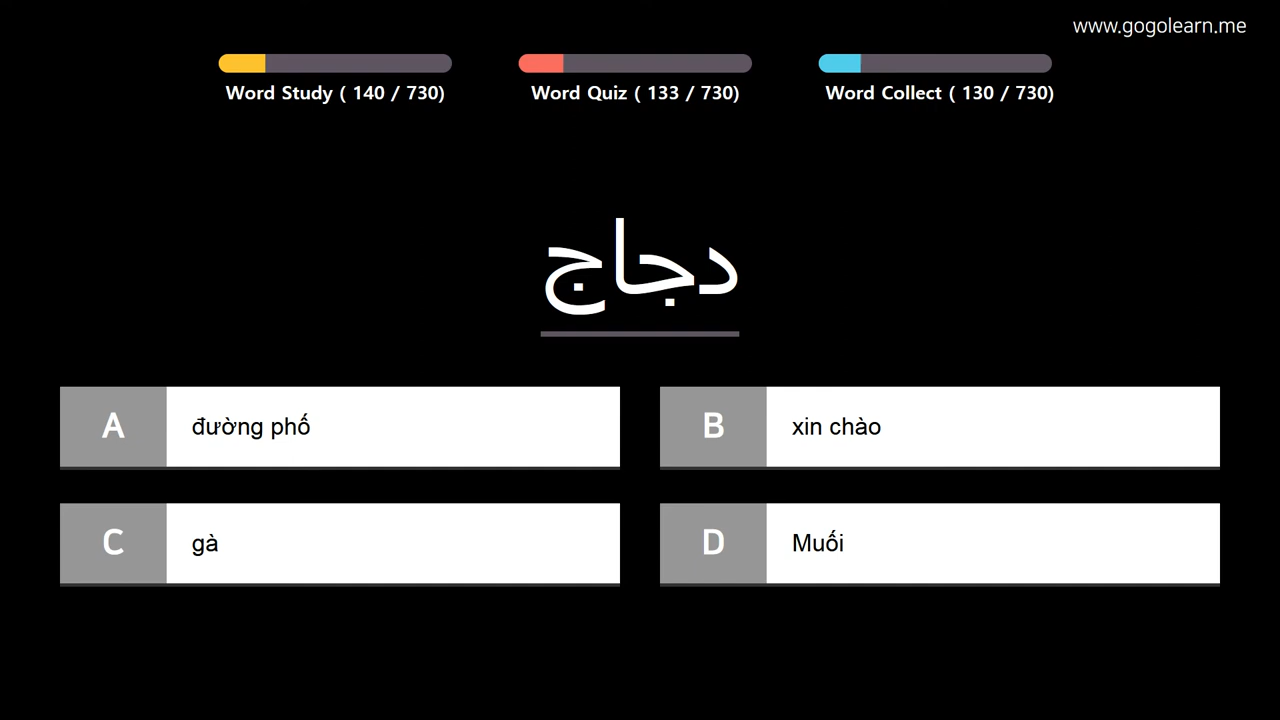 www.gogolearn.me
Word Study ( 140 / 730)
Word Quiz ( 133 / 730)
Word Collect ( 130 / 730)
دجاج
A đường phố
B xin chào
C gà
D Muối